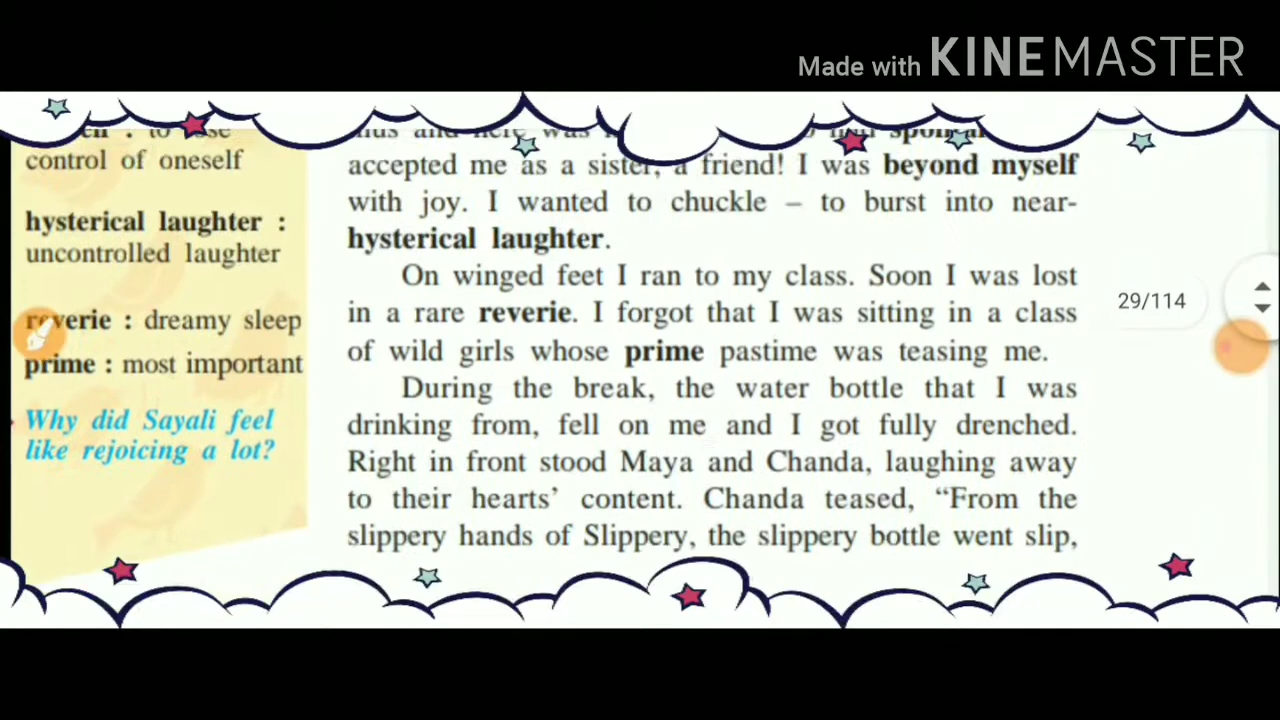 Made with KINEMASTER
control of oneself
hysterical laughter :
uncontrolled laughter
reverie : dreamy sleep
prime : most important
Why did Sayali feel
like rejoicing a lot?
accepted me as a sister, a friend! I was beyond myself
with joy. I wanted to chuckle – to burst into near-
hysterical laughter.
On winged feet I ran to my class. Soon I was lost
in a rare reverie. I forgot that I was sitting in a class
of wild girls whose prime pastime was teasing me.
During the break, the water bottle that I was
drinking from, fell on me and I got fully drenched.
Right in front stood Maya and Chanda, laughing away
to their hearts’ content. Chanda teased, “From the
slippery hands of Slippery, the slippery bottle went slip,
29/114